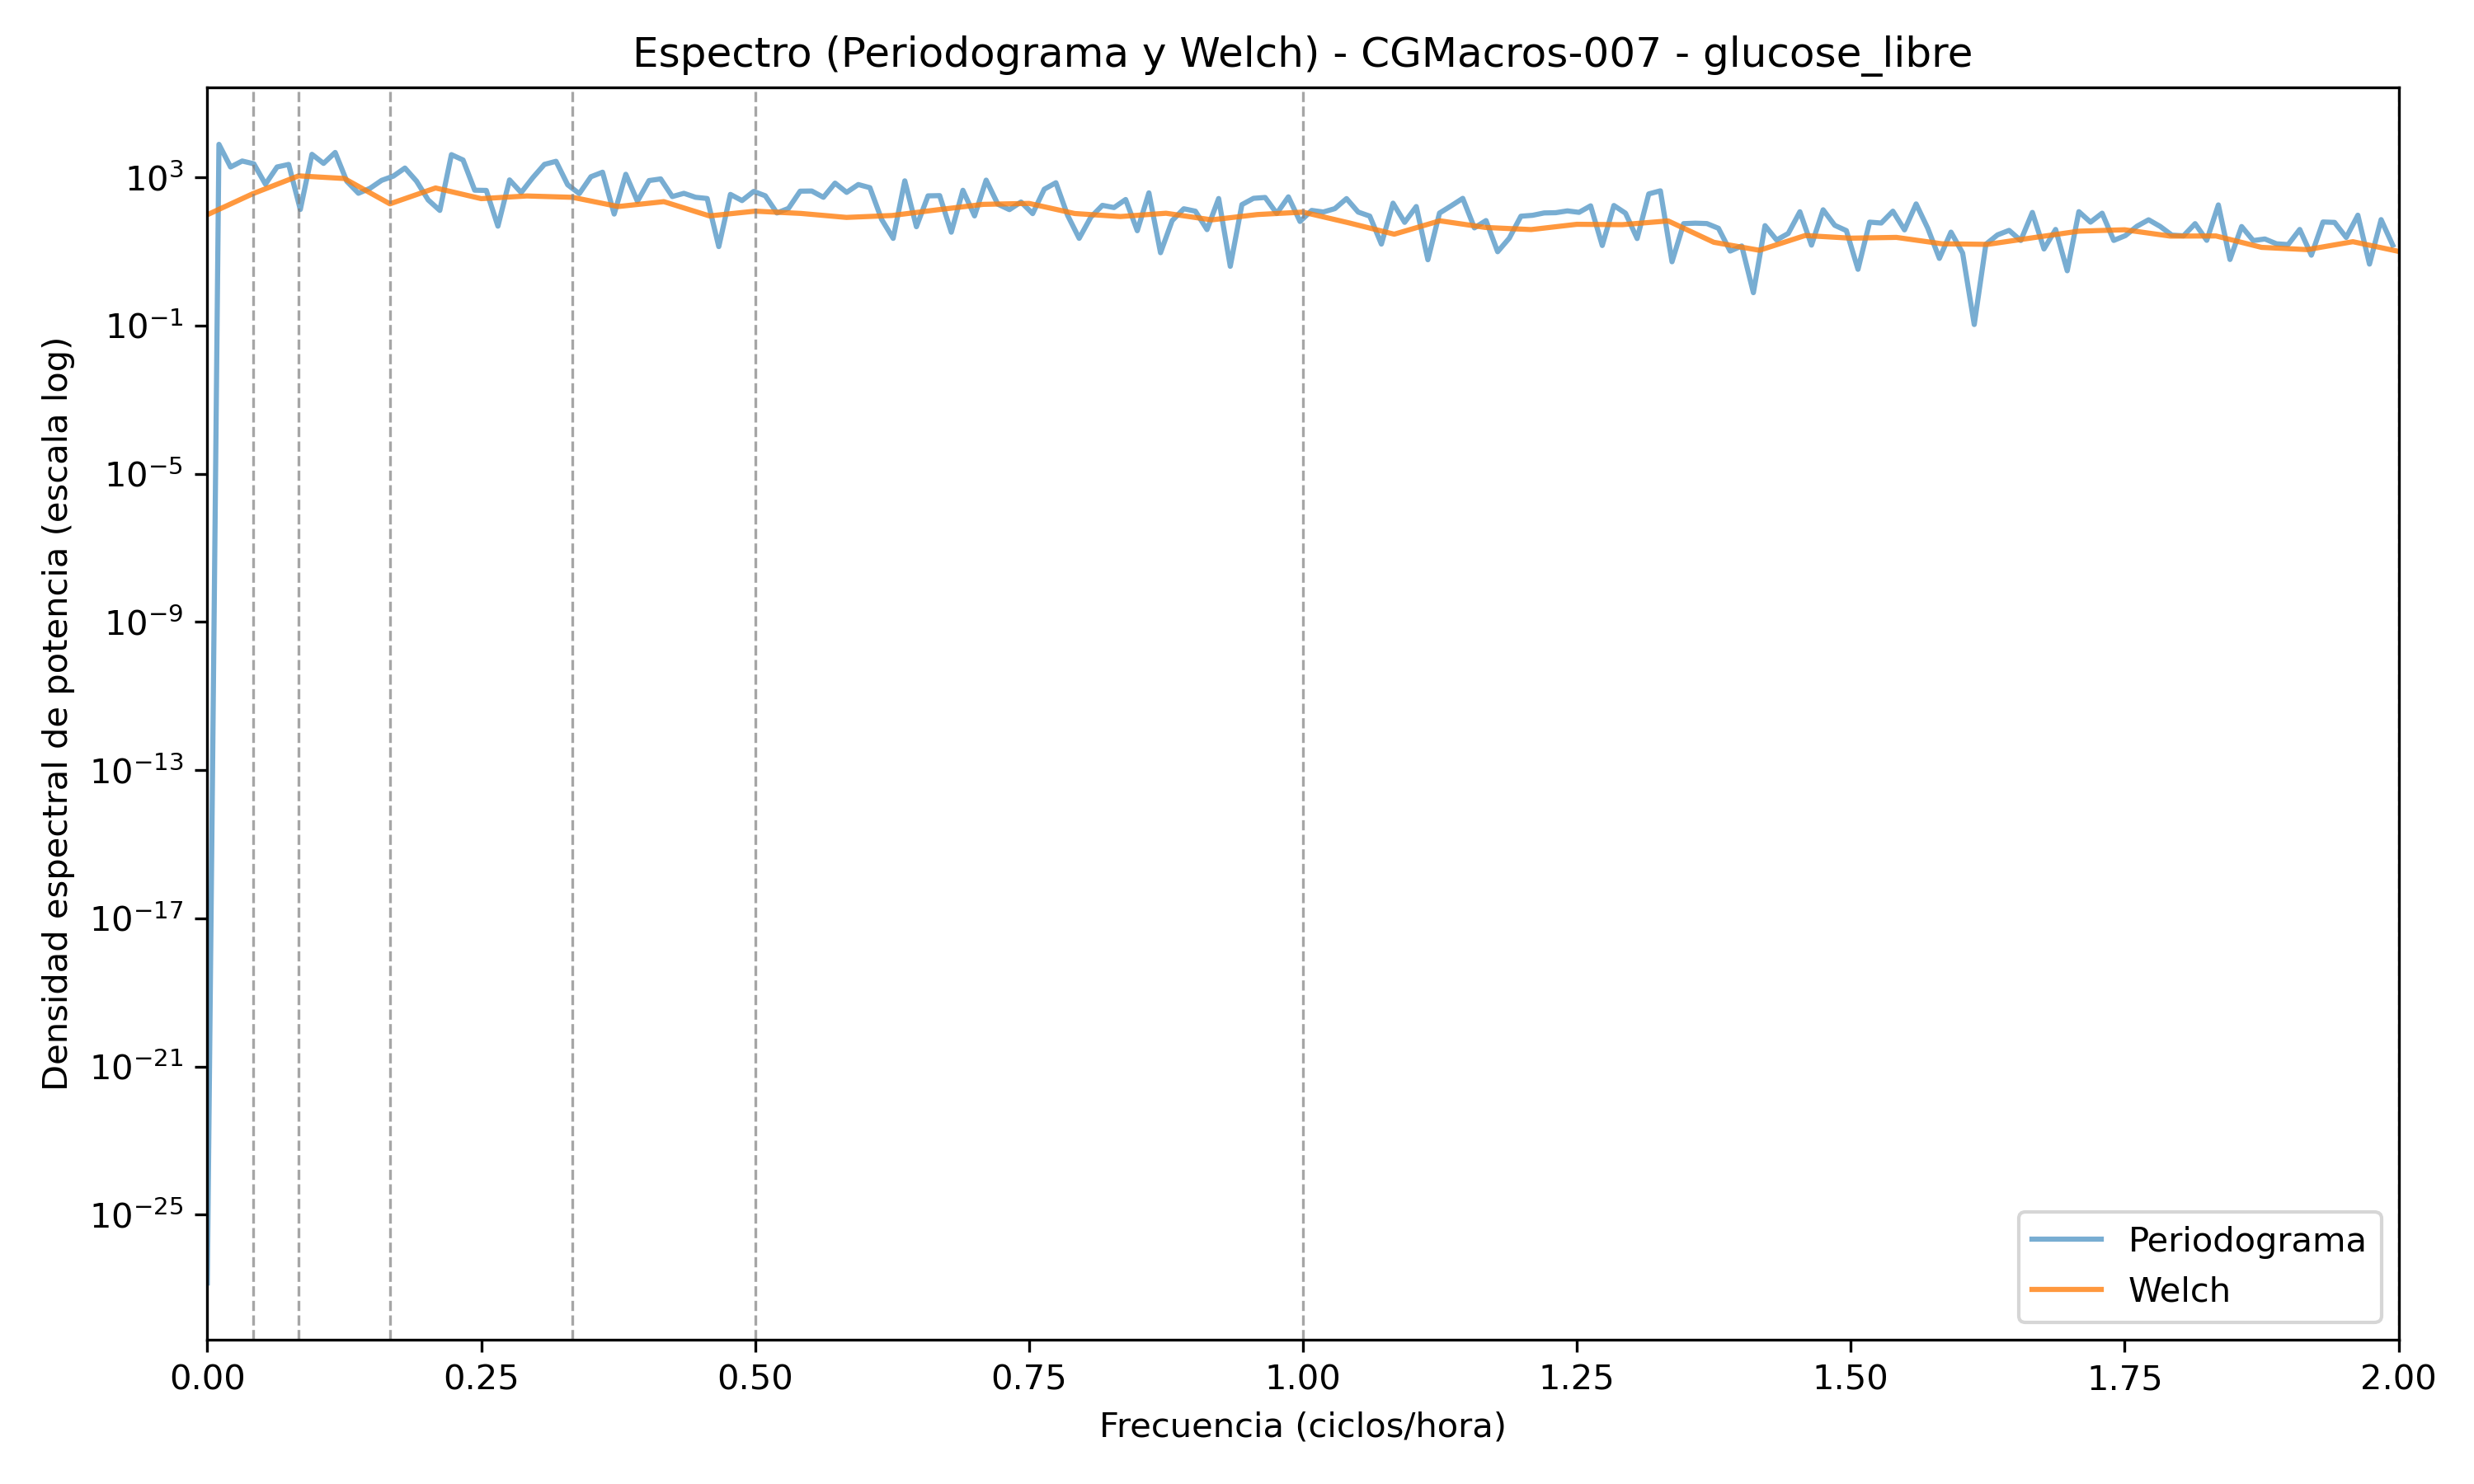 Espectro (Periodograma y Welch) - CGMacros-007 - glucose_libre
Densidad espectral de potencia (escala log)
10³
10⁻¹
10⁻⁵
10⁻⁹
10⁻¹³
10⁻¹⁷
10⁻²¹
10⁻²⁵
Periodograma
Welch
0.00 0.25 0.50 0.75 1.00 1.25 1.50 1.75 2.00
Frecuencia (ciclos/hora)